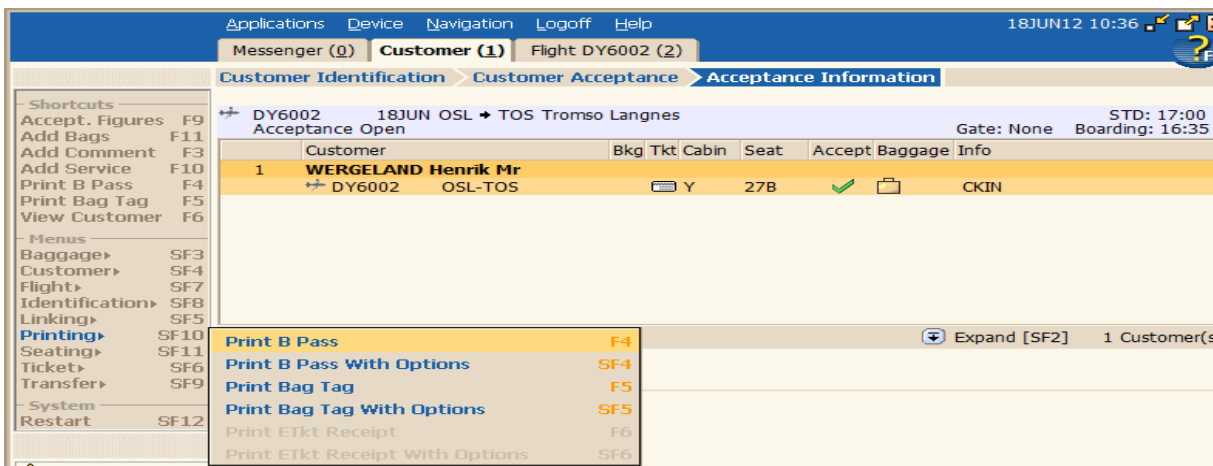 Applications Device Navigation Logoff Help 18JUN12 10:36
Messenger (0) Customer (1) Flight DY6002 (2)
Customer Identification Customer Acceptance Acceptance Information
Shortcuts
Accept. Figures F9
Add Bags F11
Add Comment F3
Add Service F10
Print B Pass F4
Print Bag Tag F5
View Customer F6
Menus
Baggage SF3
Customer SF4
Flight SF7
Identification SF8
Linking SF5
Printing SF10
Seating SF11
Ticket SF6
Transfer SF9
System
Restart SF12
DY6002 18JUN OSL → TOS Tromso Langnes STD: 17:00
Acceptance Open Gate: None Boarding: 16:35
Customer Bkg Tkt Cabin Seat Accept Baggage Info
1 WERGELAND Henrik Mr
DY6002 OSL-TOS Y 27B CKIN
Expand [SF2] 1 Customer(s
Print B Pass F4
Print B Pass With Options SF4
Print Bag Tag F5
Print Bag Tag With Options SF5
Print ETkt Receipt F6
Print ETkt Receipt With Options SF6